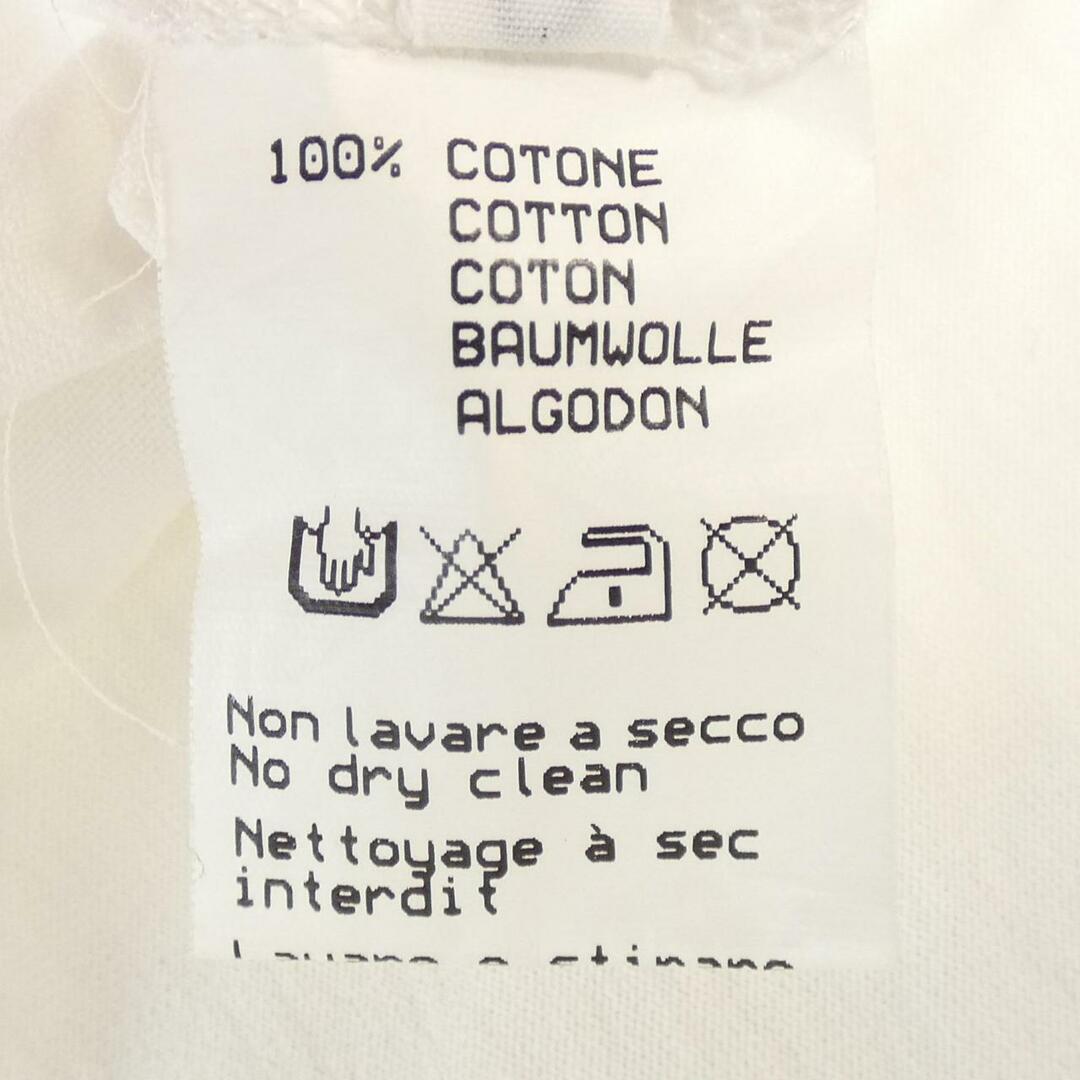 100% COTONE
COTTON
COTON
BAUMWOLLE
ALGODON
Non lavare a secco
No dry clean
Nettoyage à sec
interdit